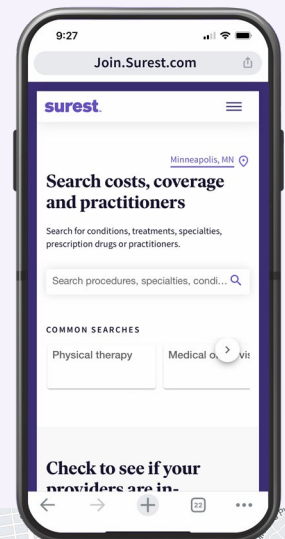 9:27
Join.Surest.com
surest.
Minneapolis, MN
Search costs, coverage
and practitioners
Search for conditions, treatments, specialties,
prescription drugs or practitioners.
Search procedures, specialties, condi...
COMMON SEARCHES
Physical therapy
Medical
Check to see if your
providers are in-
22